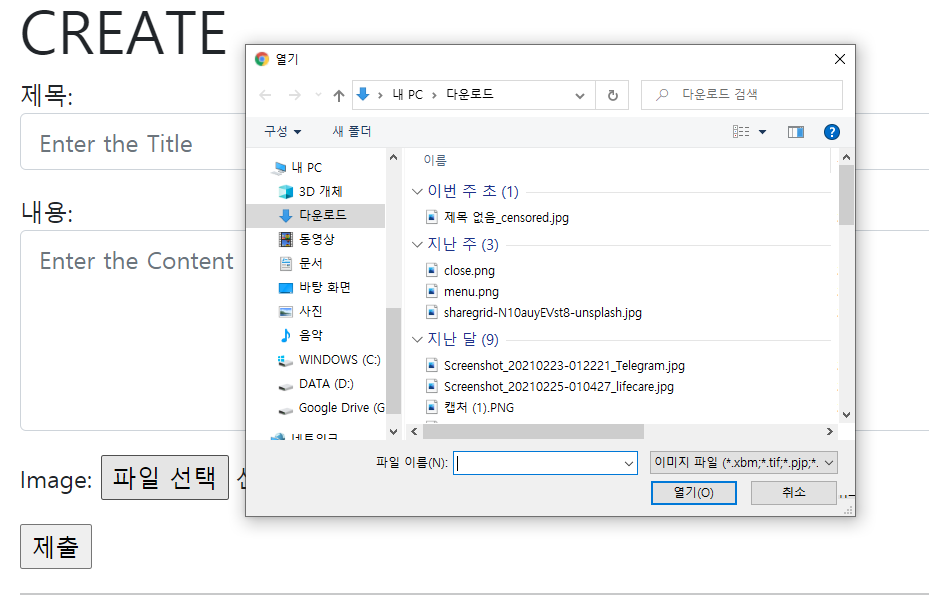 CREATE
제목:
Enter the Title
내용:
Enter the Content
Image: 파일 선택
제출
열기
내 PC > 다운로드
다운로드 검색
구성 새 폴더
내 PC
3D 개체
다운로드
동영상
문서
바탕 화면
사진
음악
WINDOWS (C:)
DATA (D:)
Google Drive (G
네트워크
이름
이번 주 초 (1)
제목 없음_censored.jpg
지난 주 (3)
close.png
menu.png
sharegrid-N10auyEVst8-unsplash.jpg
지난 달 (9)
Screenshot_20210223-012221_Telegram.jpg
Screenshot_20210225-010427_lifecare.jpg
캡처 (1).PNG
파일 이름(N):
이미지 파일 (*.xbm;*.tif;*.pjp;*.
열기(O) 취소